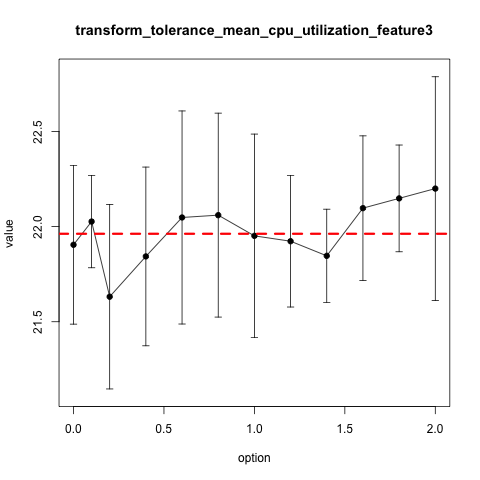 transform_tolerance_mean_cpu_utilization_feature3
value
22.5
22.0
21.5
0.0 0.5 1.0 1.5 2.0
option